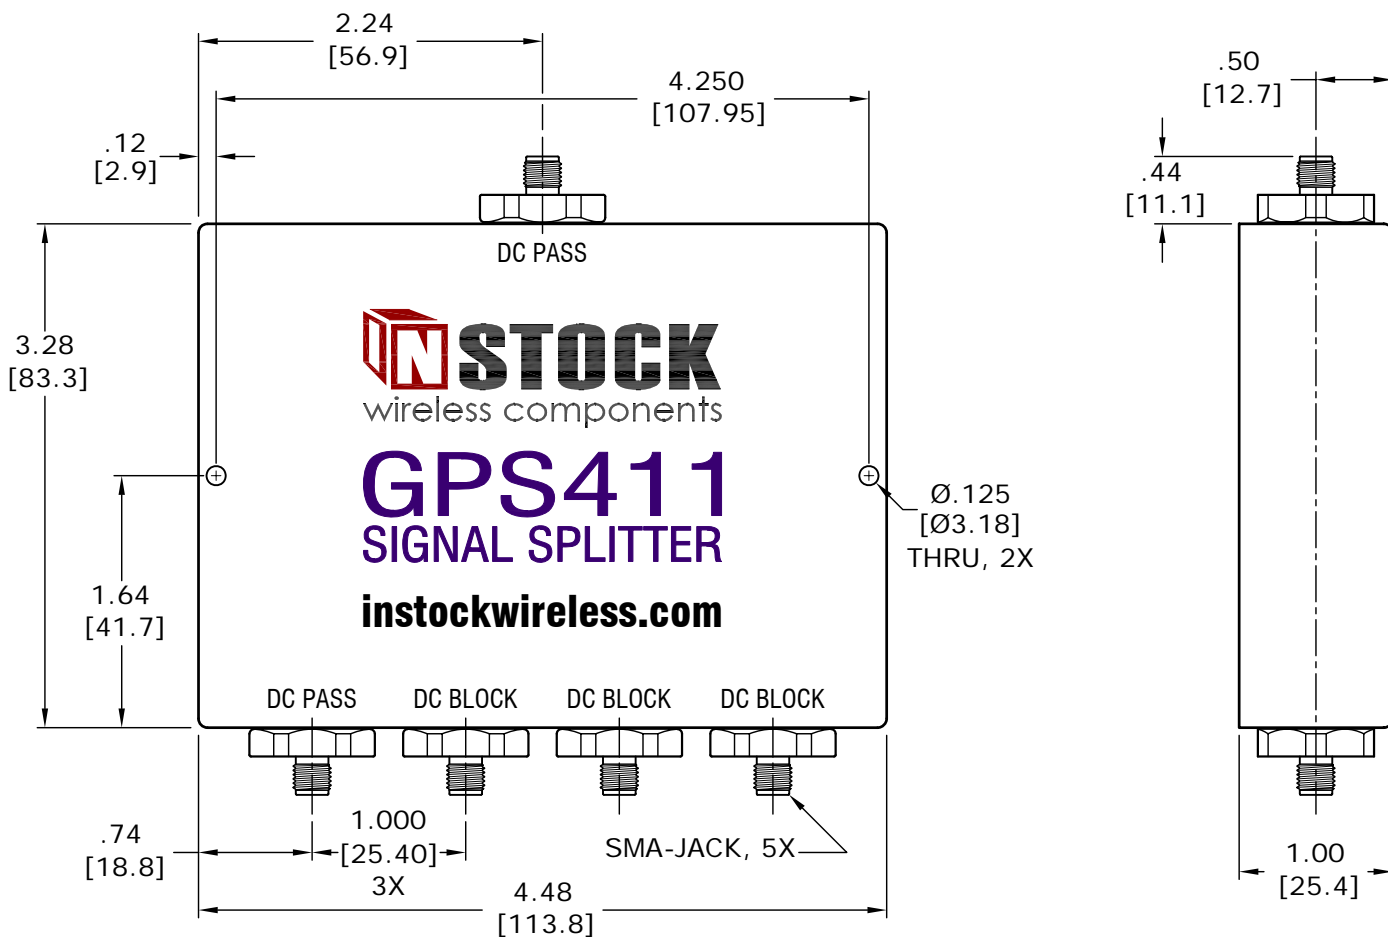 2.24
[56.9]
.50
[12.7]
4.250
[107.95]
.12
[2.9]
.44
[11.1]
DC PASS
IN STOCK
wireless components
3.28
[83.3]
GPS411
SIGNAL SPLITTER
Ø.125
[Ø3.18]
THRU, 2X
1.64
[41.7]
instockwireless.com
DC PASS
DC BLOCK
DC BLOCK
DC BLOCK
.74
[18.8]
1.000
[25.40]
3X
SMA-JACK, 5X
1.00
[25.4]
4.48
[113.8]